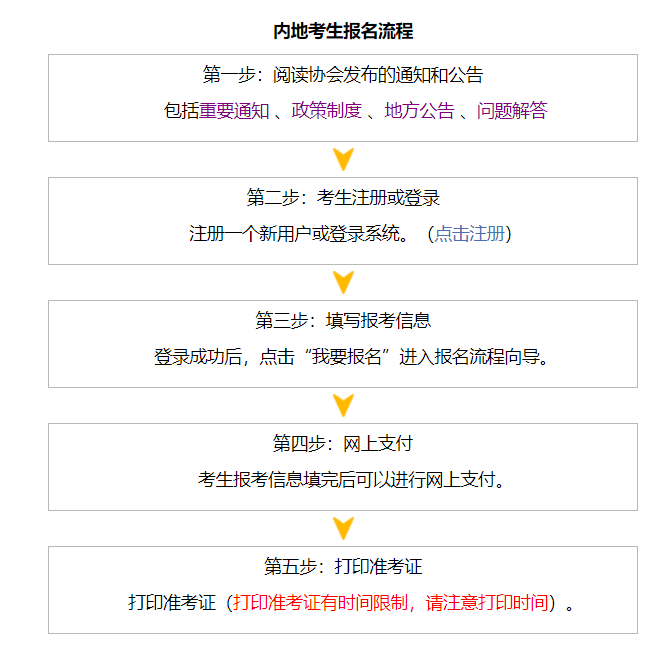 内地考生报名流程
第一步：阅读协会发布的通知和公告
包括重要通知 、政策制度 、地方公告 、问题解答
第二步：考生注册或登录
注册一个新用户或登录系统。（点击注册）
第三步：填写报考信息
登录成功后，点击“我要报名”进入报名流程向导。
第四步：网上支付
考生报考信息填完后可以进行网上支付。
第五步：打印准考证
打印准考证（打印准考证有时间限制，请注意打印时间）。